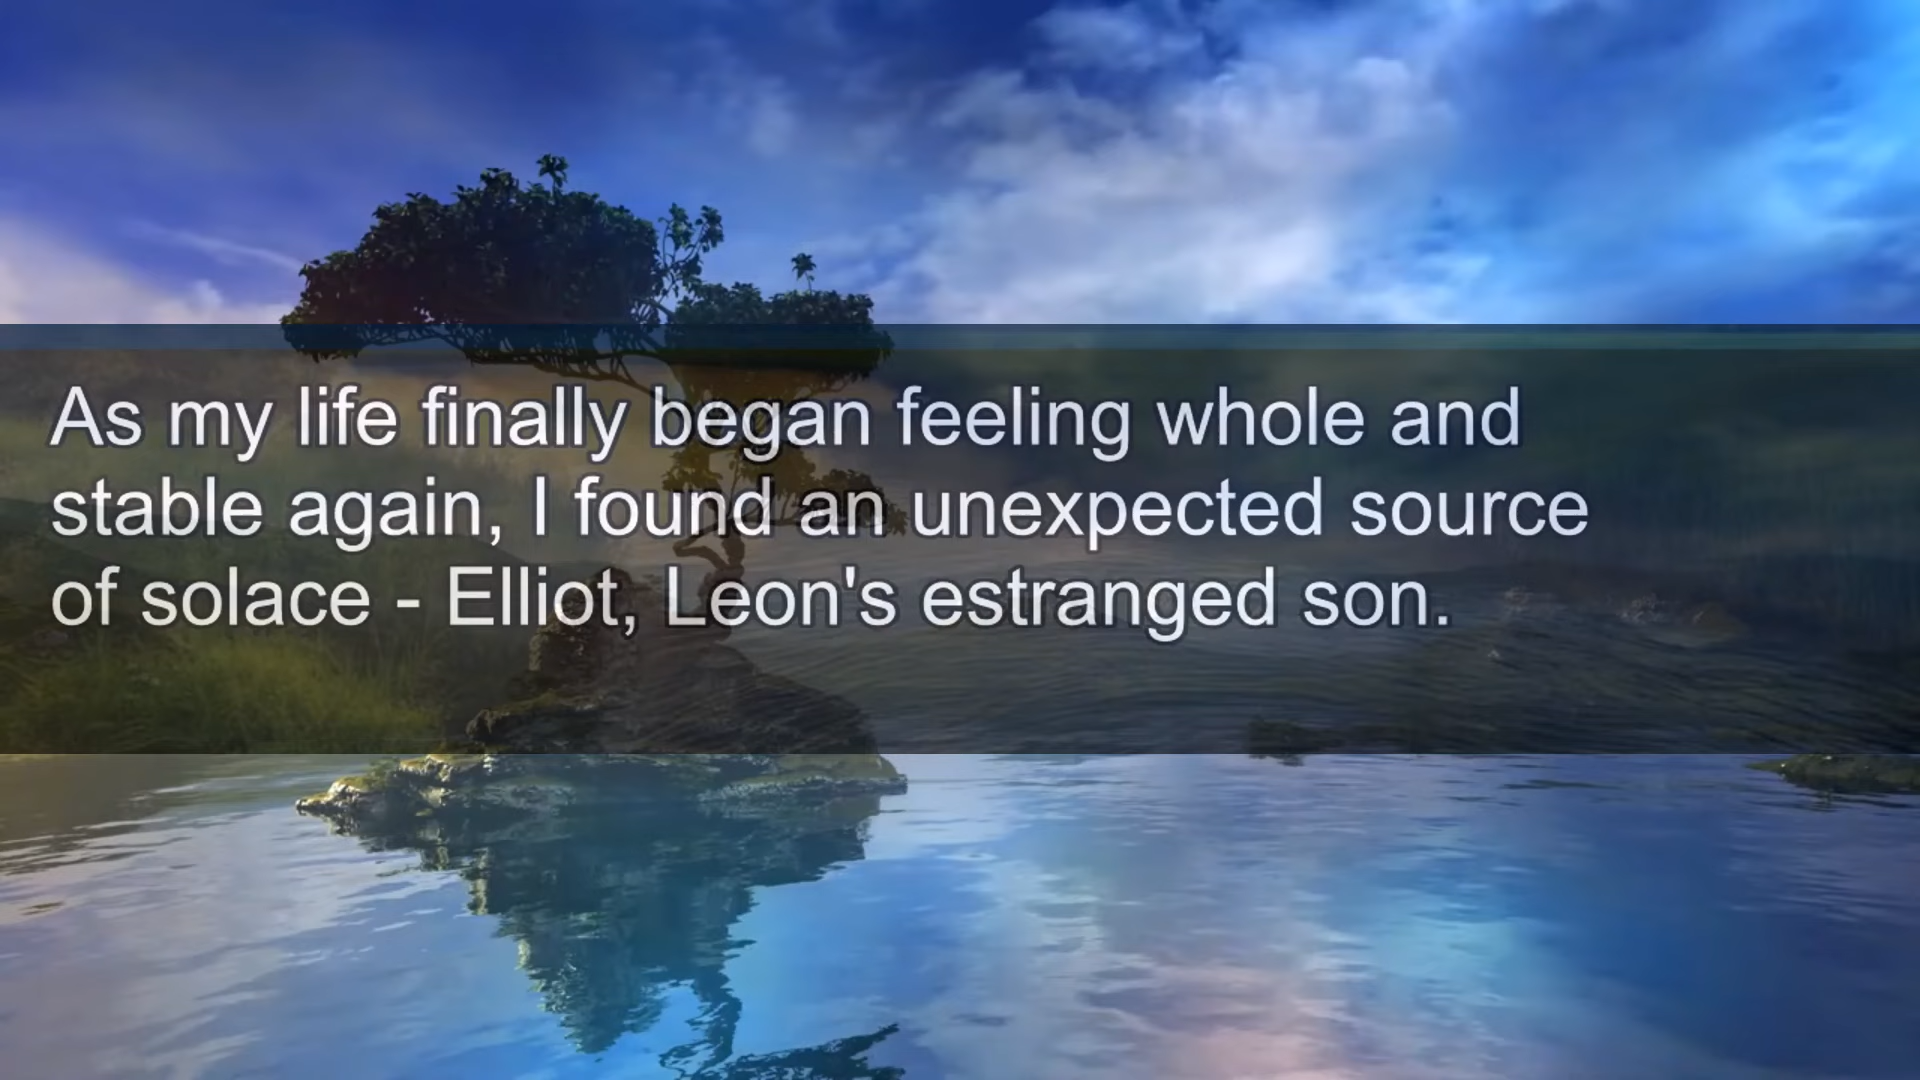 As my life finally began feeling whole and
stable again, I found an unexpected source
of solace - Elliot, Leon's estranged son.